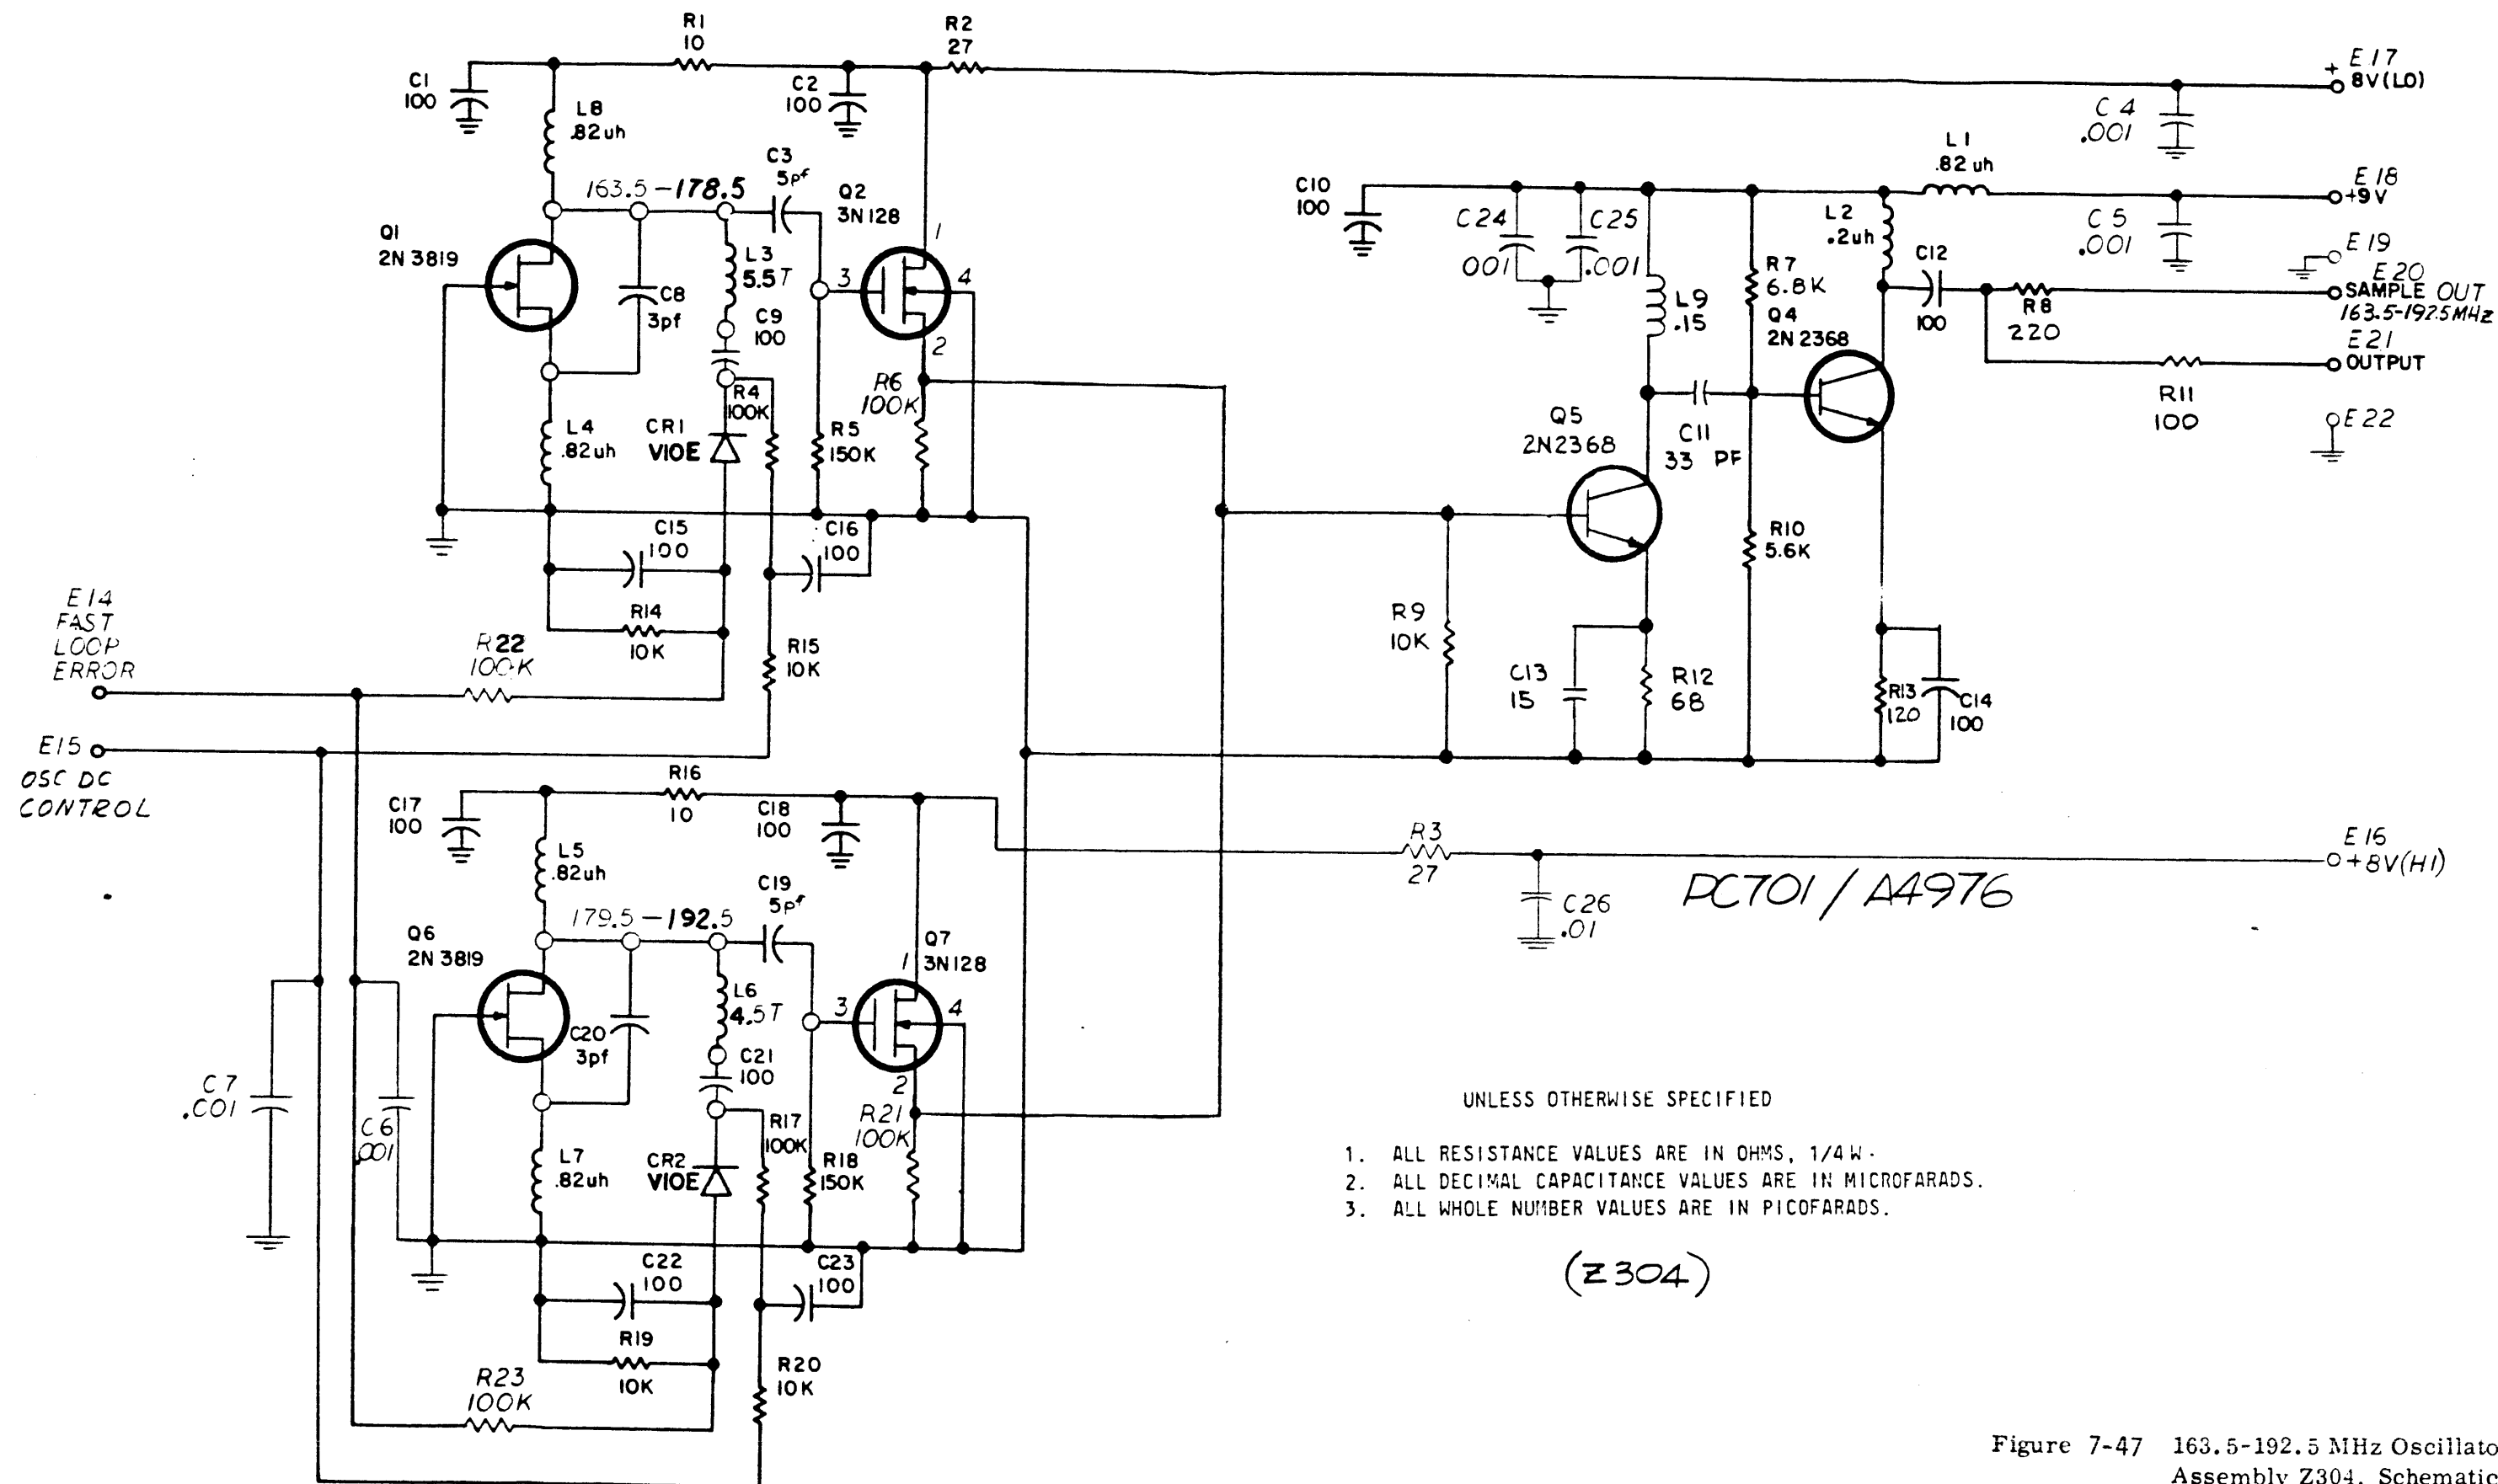 R1
10
R2
27
C1
100
C2
100
L8
.82uh
+ E17
8V(LO)
C4
.001
L1
.82 uh
C3
5pf
163.5-178.5
Q2
3N128
Q1
2N 3819
1
3
4
2
L3
5.5T
C8
3pf
C9
100
R4
100K
R6
100K
L4
.82uh
CR1
V10E
R5
150K
C15
100
C16
100
R14
10K
R15
10K
C10
100
C24
001
C25
.001
L2
.2uh
E18
+9V
C5
.001
E19
E20
SAMPLE OUT
163.5-192.5MHz
E21
OUTPUT
E22
C12
100
R8
220
R11
100
R7
6.8K
Q4
2N 2368
L9
.15
Q5
2N2368
C11
33 PF
R10
5.6K
R9
10K
C13
15
R12
68
R13
120
C14
100
E14
FAST
LOOP
ERROR
R22
100K
E15
OSC DC
CONTROL
R16
10
C17
100
C18
100
L5
.82uh
C19
5pf
179.5-192.5
Q6
2N 3819
Q7
3N128
1
3
4
2
L6
4.5T
C20
3pf
C21
100
R17
100K
R21
100K
R3
27
C26
.01
E16
+8V(HI)
PC701 / A4976
C7
.001
C6
.001
L7
.82uh
CR2
V10E
R18
150K
C22
100
C23
100
R19
10K
R20
10K
R23
100K
UNLESS OTHERWISE SPECIFIED
1. ALL RESISTANCE VALUES ARE IN OHMS, 1/4 W.
2. ALL DECIMAL CAPACITANCE VALUES ARE IN MICROFARADS.
3. ALL WHOLE NUMBER VALUES ARE IN PICOFARADS.
(Z304)
Figure 7-47 163.5-192.5 MHz Oscillato
Assembly Z304, Schematic